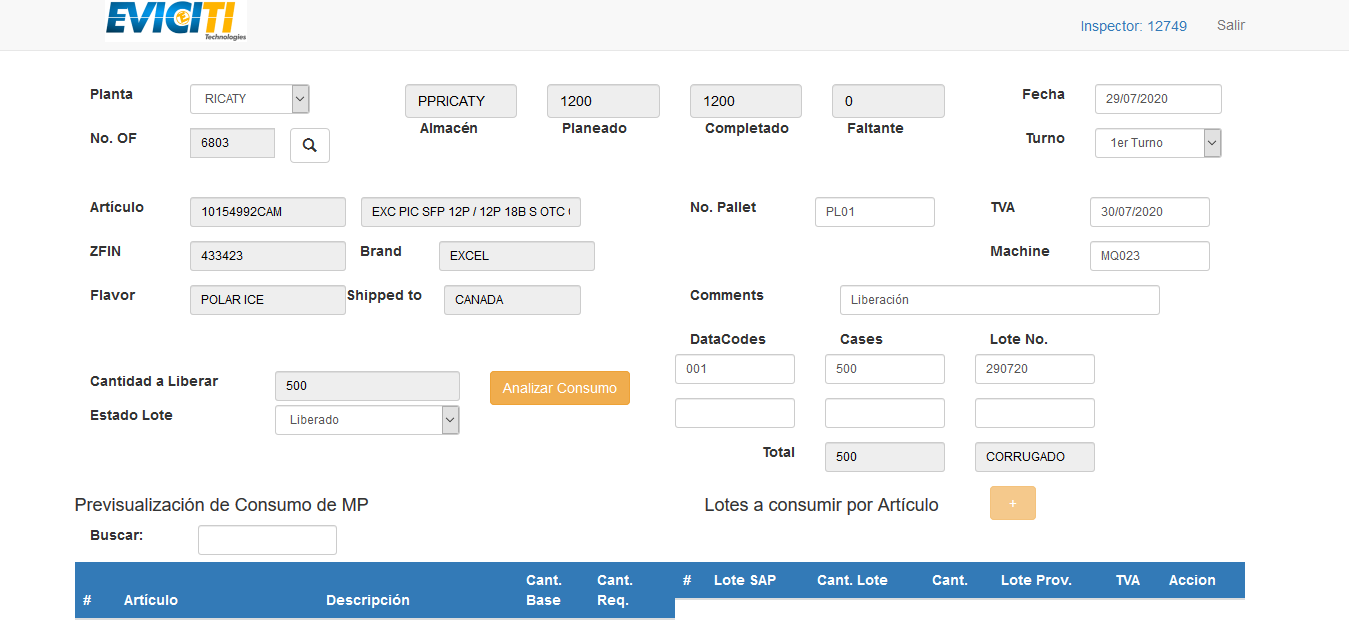 EVICITI
Technologies
Inspector: 12749 Salir
Planta RICATY PPRICATY 1200 1200 0 Fecha 29/07/2020
Almacén Planeado Completado Faltante
No. OF 6803 Turno 1er Turno
Artículo 10154992CAM EXC PIC SFP 12P / 12P 18B S OTC No. Pallet PL01 TVA 30/07/2020
ZFIN 433423 Brand EXCEL Machine MQ023
Flavor POLAR ICE Shipped to CANADA Comments Liberación
DataCodes Cases Lote No.
001 500 290720
Cantidad a Liberar 500 Analizar Consumo
Estado Lote Liberado
Total 500 CORRUGADO
Previsualización de Consumo de MP Lotes a consumir por Artículo +
Buscar:
# Artículo Descripción Cant. Base Cant. Req. # Lote SAP Cant. Lote Cant. Lote Prov. TVA Accion